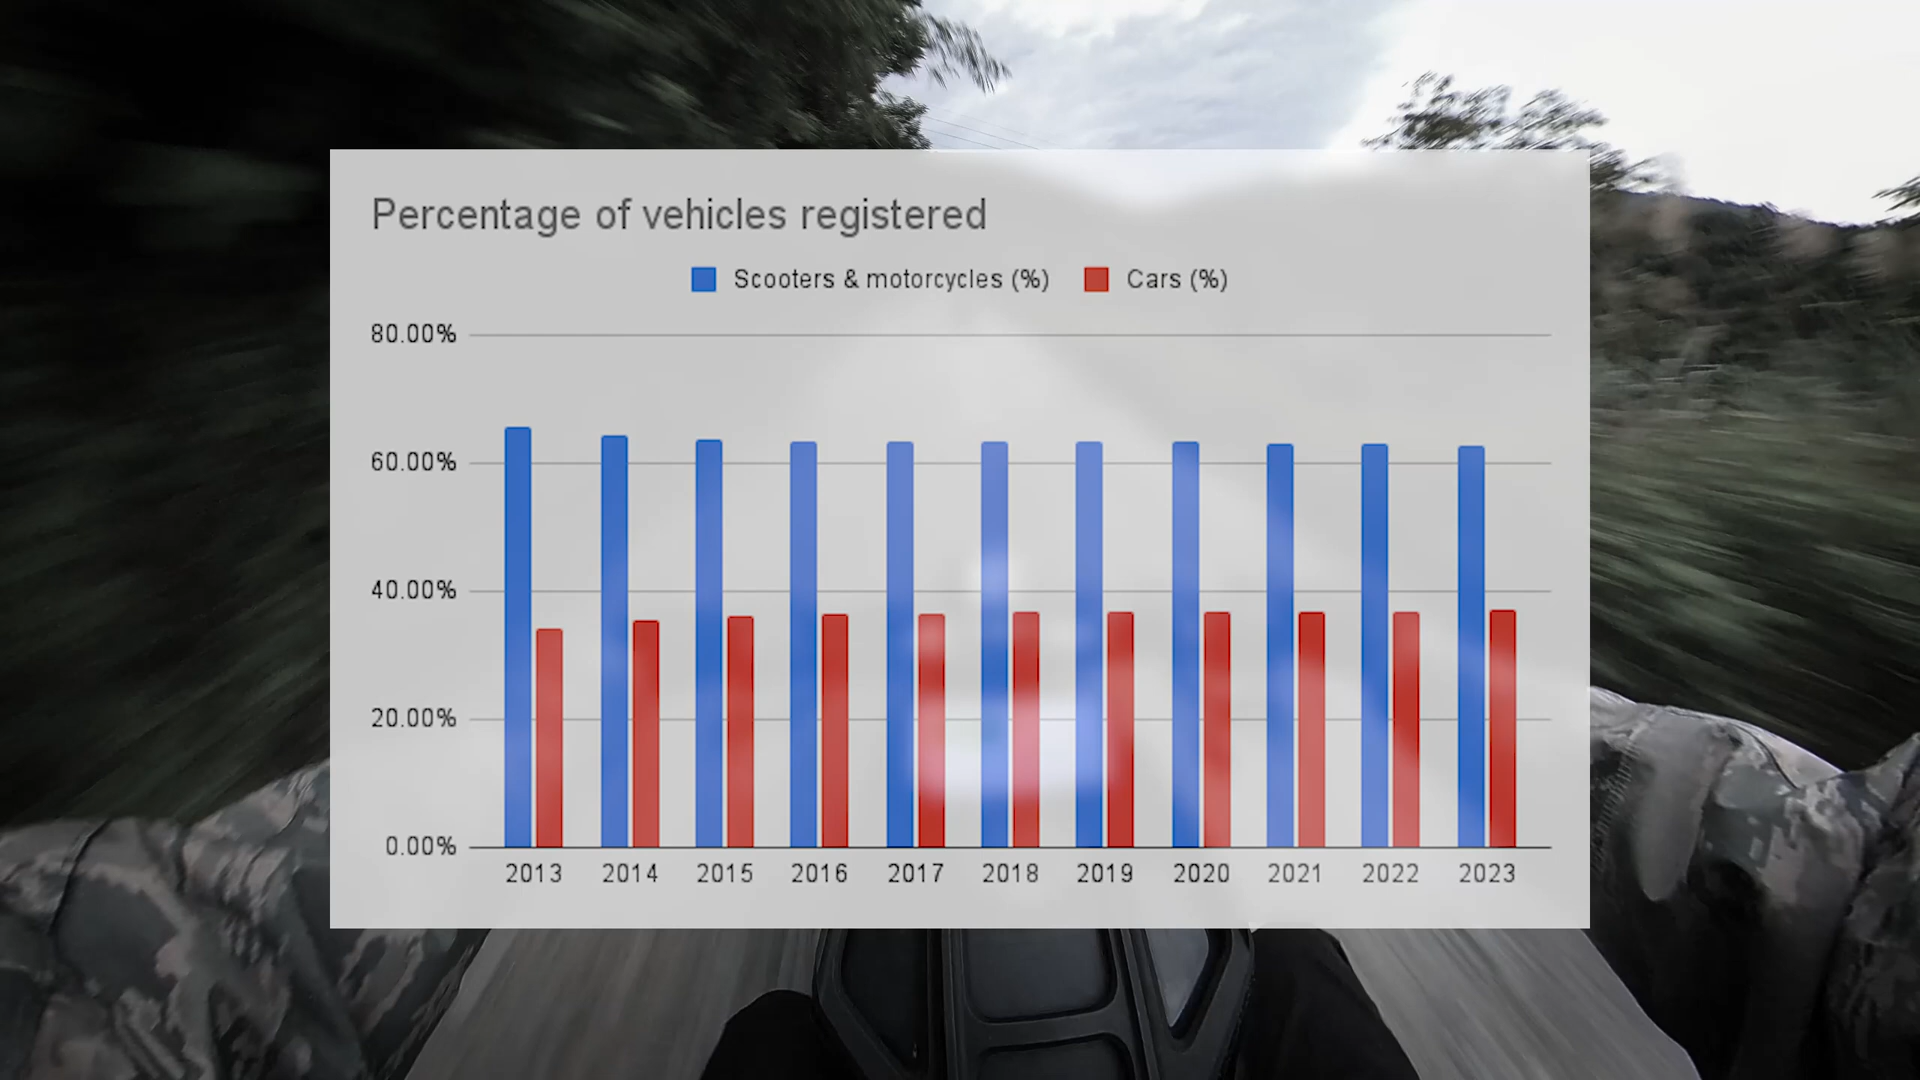 Percentage of vehicles registered
Scooters & motorcycles (%) Cars (%)
80.00%
60.00%
40.00%
20.00%
0.00%
2013 2014 2015 2016 2017 2018 2019 2020 2021 2022 2023